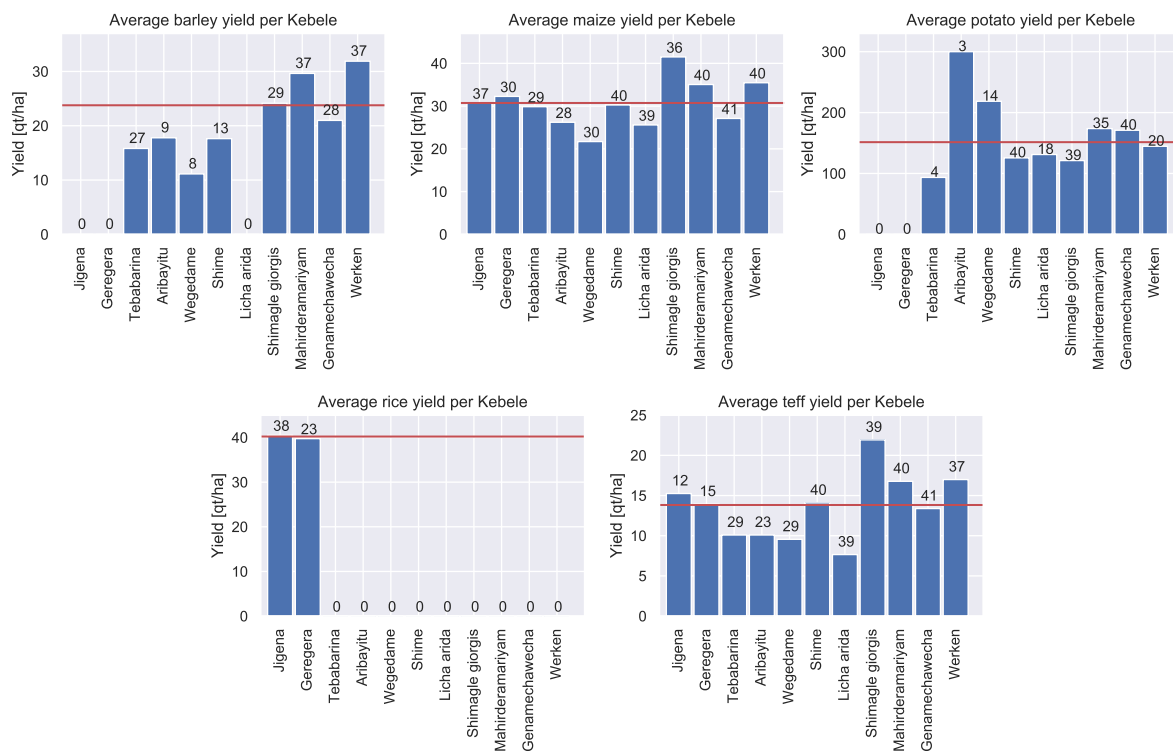 Average barley yield per Kebele
Yield [qt/ha]
30
20
10
0
0 0 27 9 8 13 0 29 37 28 37
Jigena
Geregera
Tebabarina
Aribayitu
Wegedame
Shime
Licha arida
Shimagle giorgis
Mahirderamariyam
Genamechawecha
Werken
Average maize yield per Kebele
Yield [qt/ha]
40
30
20
10
0
37 30 29 28 30 40 39 36 40 41 40
Jigena
Geregera
Tebabarina
Aribayitu
Wegedame
Shime
Licha arida
Shimagle giorgis
Mahirderamariyam
Genamechawecha
Werken
Average potato yield per Kebele
Yield [qt/ha]
300
200
100
0
0 0 4 3 14 40 18 39 35 40 20
Jigena
Geregera
Tebabarina
Aribayitu
Wegedame
Shime
Licha arida
Shimagle giorgis
Mahirderamariyam
Genamechawecha
Werken
Average rice yield per Kebele
Yield [qt/ha]
40
30
20
10
0
38 23 0 0 0 0 0 0 0 0 0
Jigena
Geregera
Tebabarina
Aribayitu
Wegedame
Shime
Licha arida
Shimagle giorgis
Mahirderamariyam
Genamechawecha
Werken
Average teff yield per Kebele
Yield [qt/ha]
25
20
15
10
5
0
12 15 29 23 29 40 39 39 40 41 37
Jigena
Geregera
Tebabarina
Aribayitu
Wegedame
Shime
Licha arida
Shimagle giorgis
Mahirderamariyam
Genamechawecha
Werken